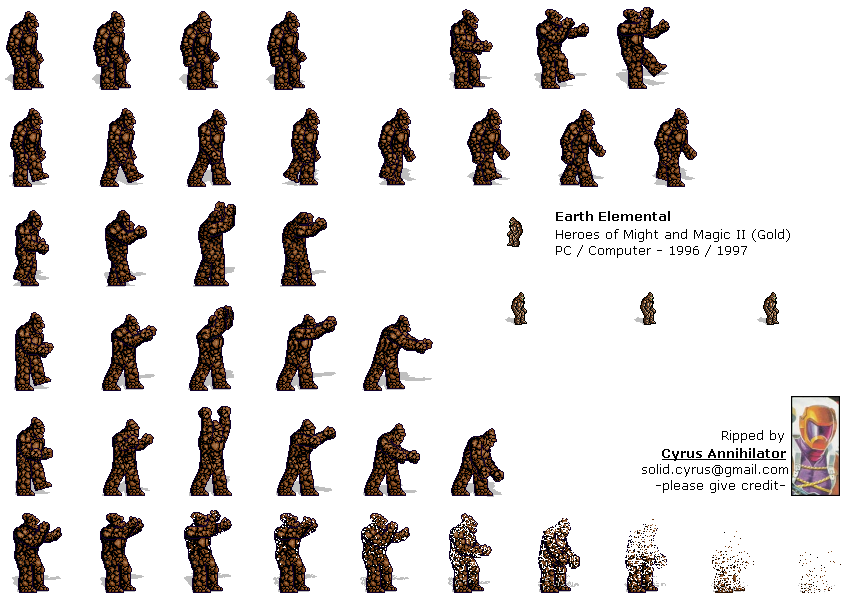 Earth Elemental
Heroes of Might and Magic II (Gold)
PC / Computer - 1996 / 1997
Ripped by
Cyrus Annihilator
solid.cyrus@gmail.com
-please give credit-